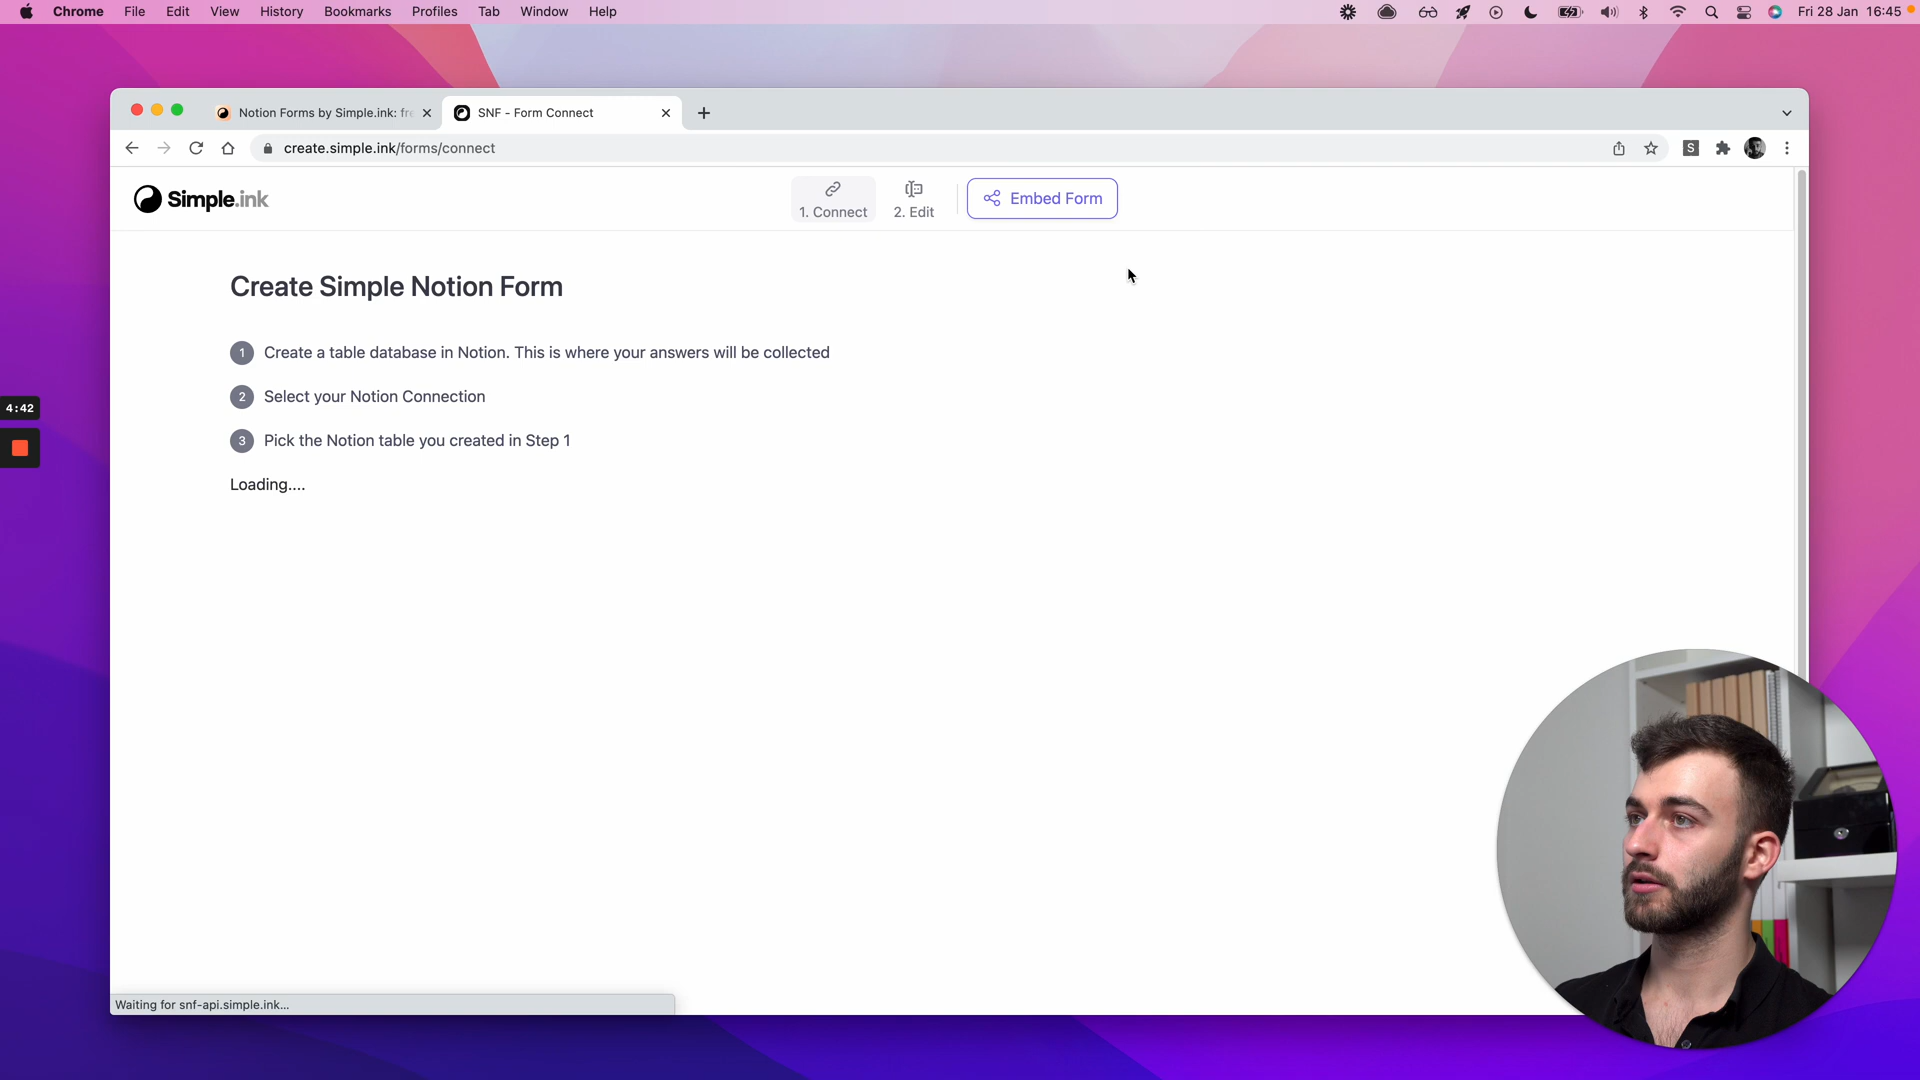 Chrome File Edit View History Bookmarks Profiles Tab Window Help Fri 28 Jan 16:45
Notion Forms by Simple.ink: fre
SNF - Form Connect
create.simple.ink/forms/connect
S
Simple.ink
1. Connect
2. Edit
Embed Form
Create Simple Notion Form
1 Create a table database in Notion. This is where your answers will be collected
2 Select your Notion Connection
4:42
3 Pick the Notion table you created in Step 1
Loading....
Waiting for snf-api.simple.ink...